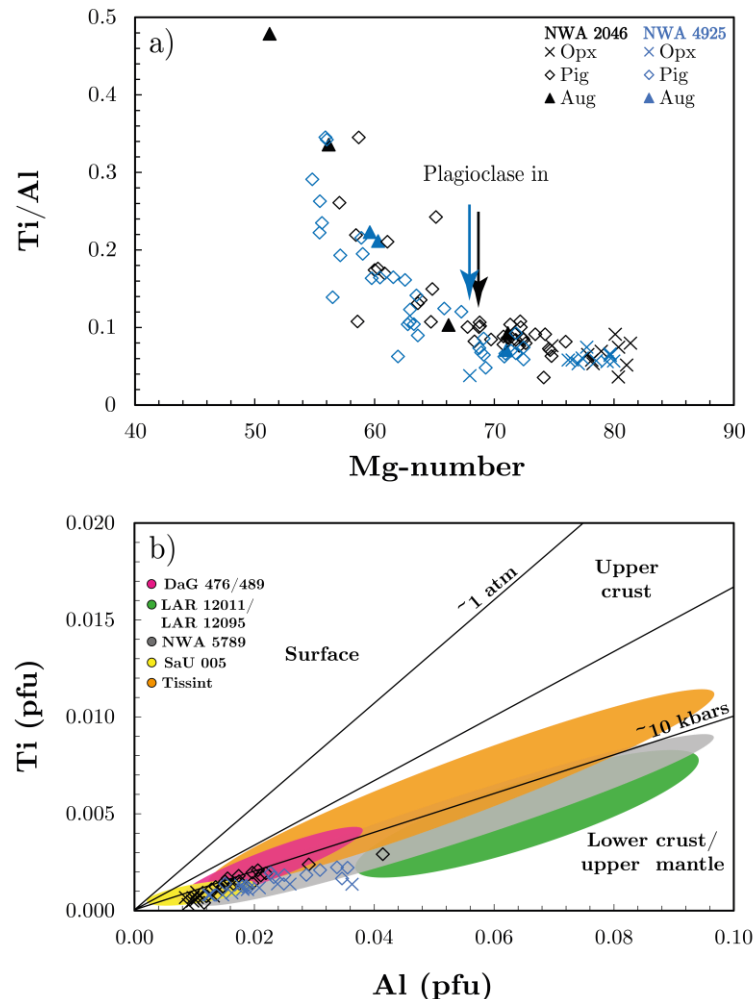 a)
NWA 2046 NWA 4925
Opx Opx
Pig Pig
Aug Aug
Plagioclase in
0.5
0.4
0.3
0.2
0.1
0
Ti/Al
40 50 60 70 80 90
Mg-number
b)
DaG 476/489
LAR 12011/
LAR 12095
NWA 5789
SaU 005
Tissint
~1 atm
Upper
crust
Surface
~10 kbars
Lower crust/
upper mantle
0.020
0.015
0.010
0.005
0.000
Ti (pfu)
0.00 0.02 0.04 0.06 0.08 0.10
Al (pfu)